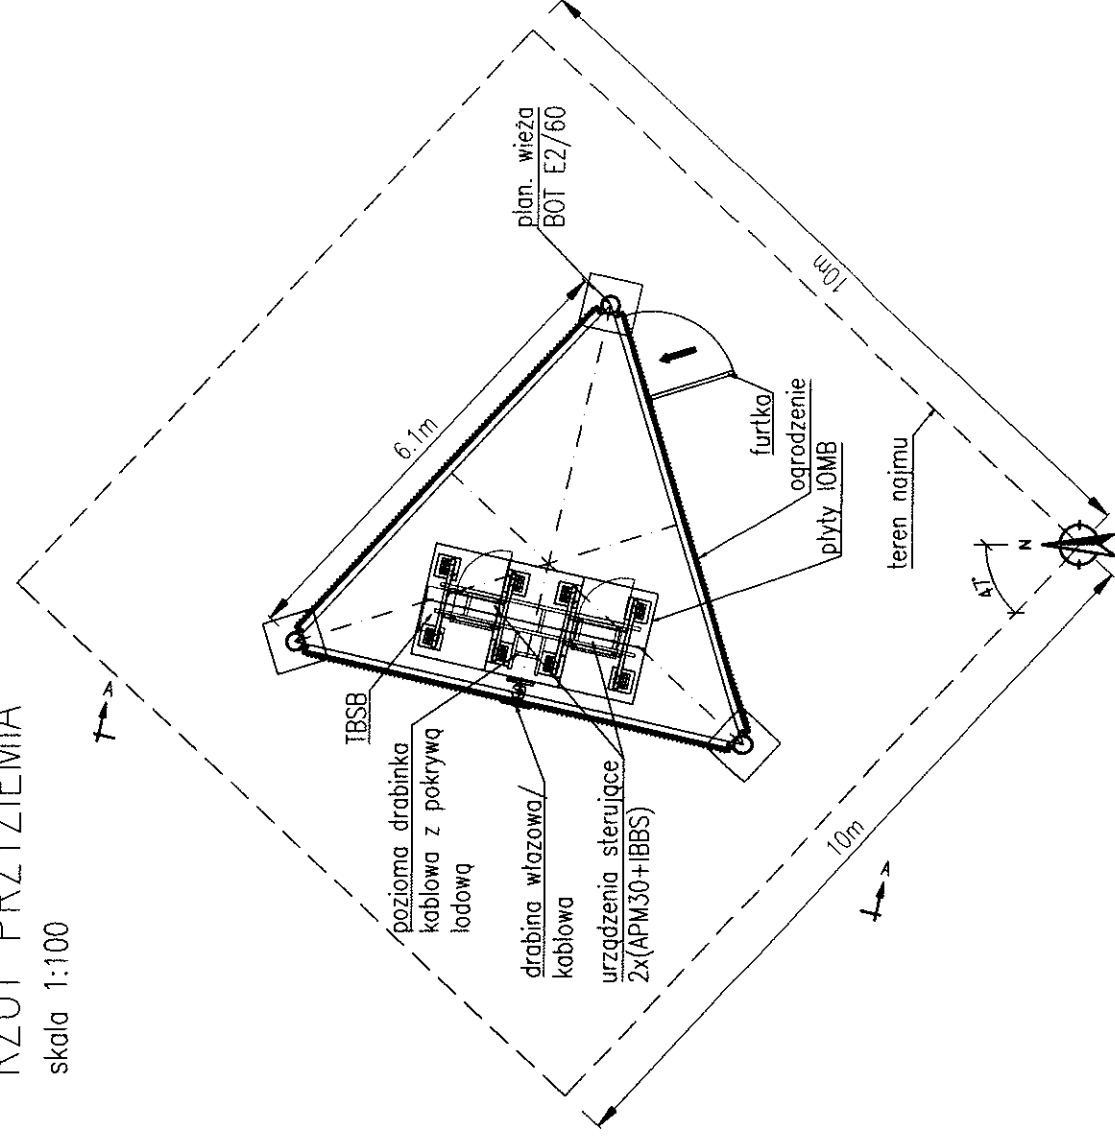 RZUT PRZYZIEMIA
skala 1:100
A
TBSB
pozioma drabinka
kablowa z pokrywą
lodową
drabina włazowa/
kablowa
urządzenia sterujące
2x(APM30+IBBS)
plan. wieża
BOT E2/60
6.1m
furtka
ogrodzenie
płyty IOMB
teren najmu
10m
10m
A
N